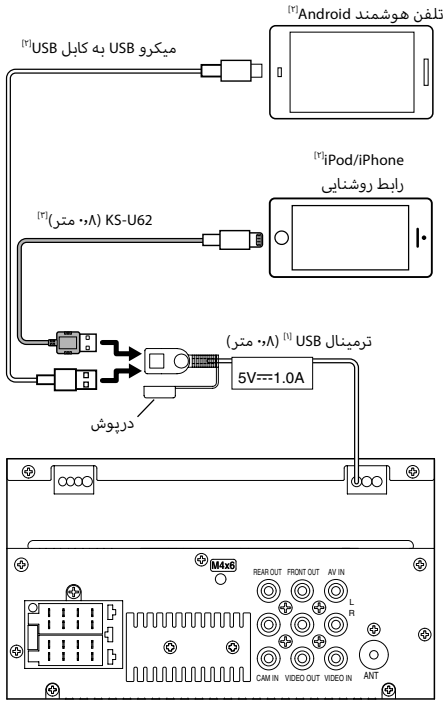 تلفن هوشمند Android[۲]
میکرو USB به کابل USB[۲]
iPod/iPhone[۲]
رابط روشنایی
KS-U62 (۰٫۸ متر)[۳]
ترمینال USB [۱] (۰٫۸ متر)
5V⎓1.0A
درپوش
M4x6
REAR OUT FRONT OUT AV IN
L
R
CAM IN VIDEO OUT VIDEO IN
ANT